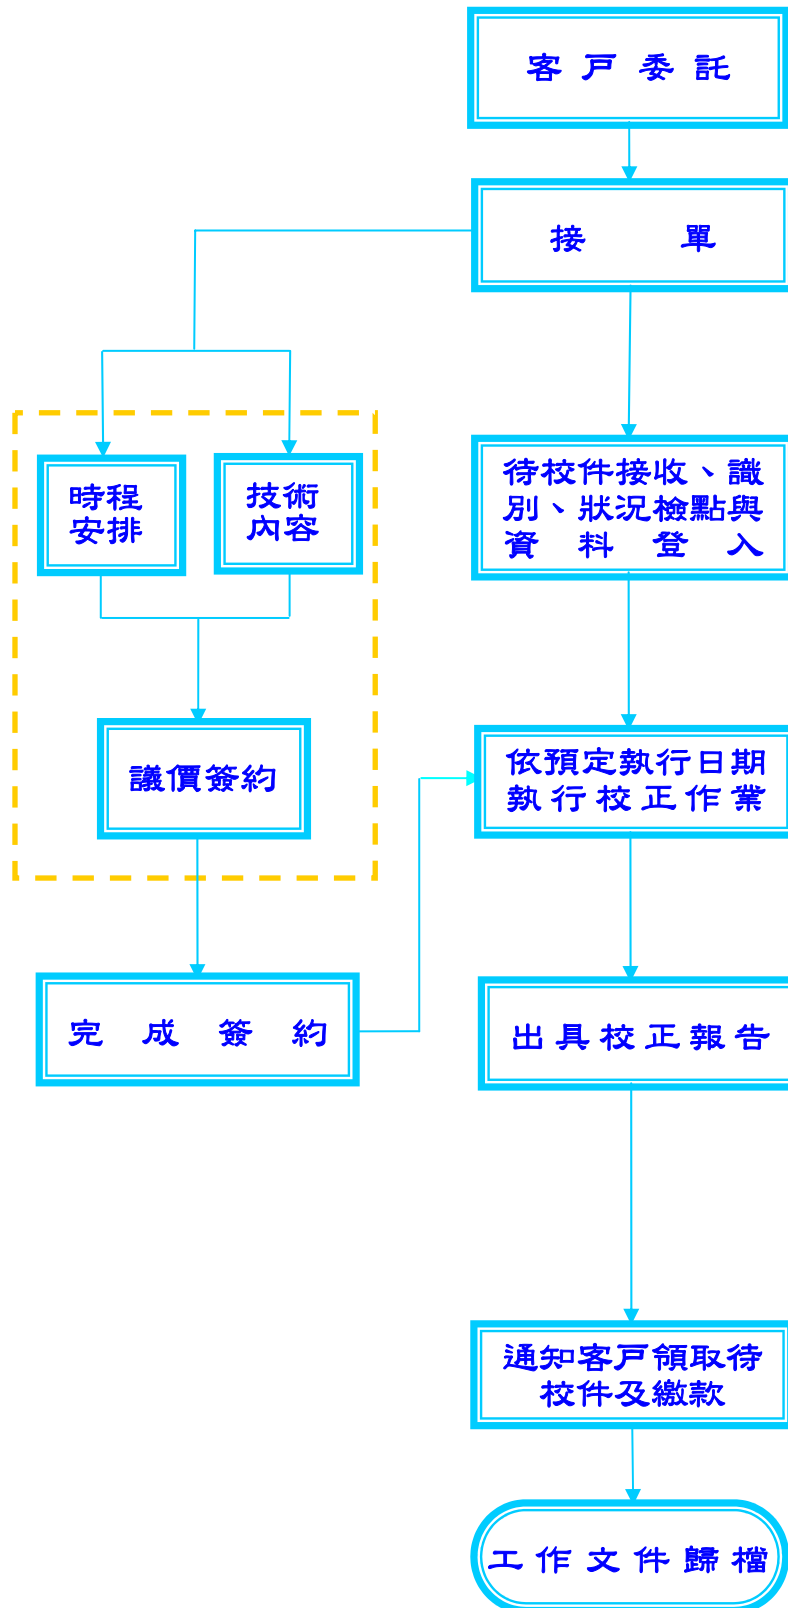 客戶委託
接單
時程
安排
技術
內容
待校件接收、識
別、狀況檢點與
資料登入
議價簽約
依預定執行日期
執行校正作業
完成簽約
出具校正報告
通知客戶領取待
校件及繳款
工作文件歸檔